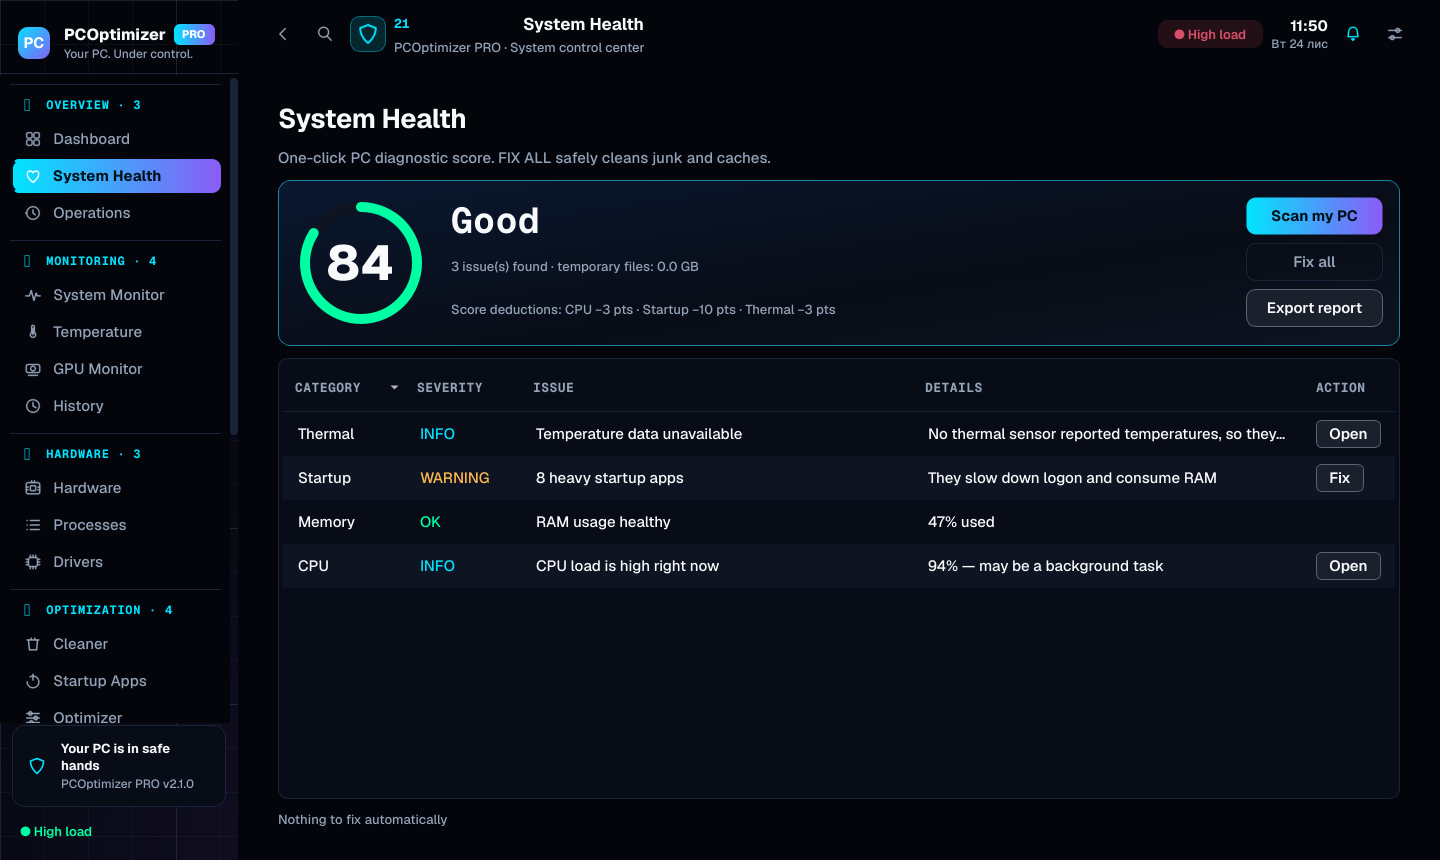 PC
PCOptimizer PRO
Your PC. Under control.
OVERVIEW · 3
Dashboard
System Health
Operations
MONITORING · 4
System Monitor
Temperature
GPU Monitor
History
HARDWARE · 3
Hardware
Processes
Drivers
OPTIMIZATION · 4
Cleaner
Startup Apps
Optimizer
Your PC is in safe
hands
PCOptimizer PRO v2.1.0
High load
21
System Health
PCOptimizer PRO · System control center
High load
11:50
Вт 24 лис
System Health
One-click PC diagnostic score. FIX ALL safely cleans junk and caches.
84
Good
3 issue(s) found · temporary files: 0.0 GB
Score deductions: CPU −3 pts · Startup −10 pts · Thermal −3 pts
Scan my PC
Fix all
Export report
CATEGORY SEVERITY ISSUE DETAILS ACTION
Thermal INFO Temperature data unavailable No thermal sensor reported temperatures, so they... Open
Startup WARNING 8 heavy startup apps They slow down logon and consume RAM Fix
Memory OK RAM usage healthy 47% used
CPU INFO CPU load is high right now 94% — may be a background task Open
Nothing to fix automatically